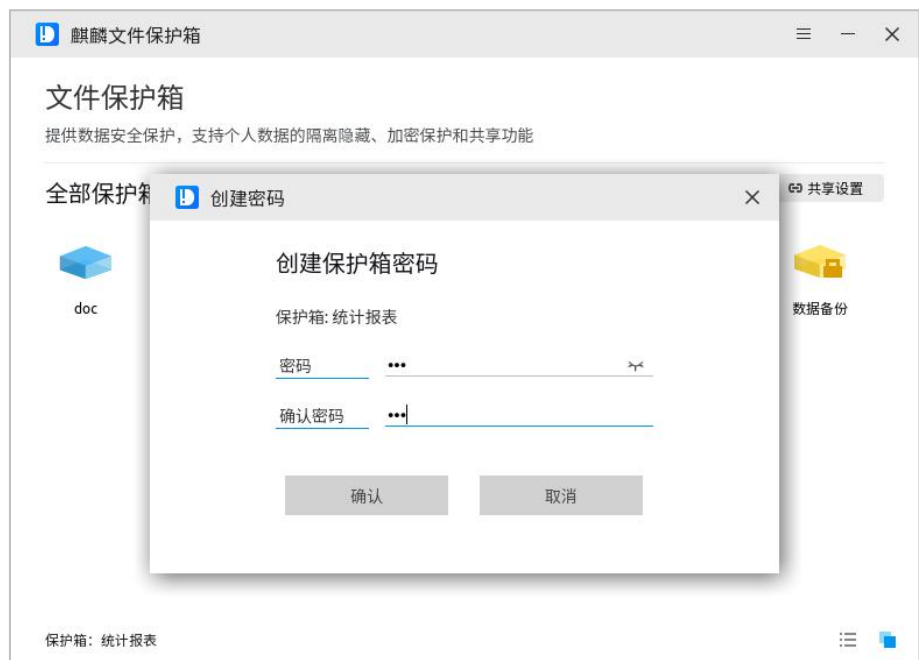 麒麟文件保护箱
文件保护箱
提供数据安全保护，支持个人数据的隔离隐藏、加密保护和共享功能
全部保护箱
共享设置
创建密码
doc
数据备份
创建保护箱密码
保护箱: 统计报表
密码 •••
确认密码 •••
确认 取消
保护箱：统计报表